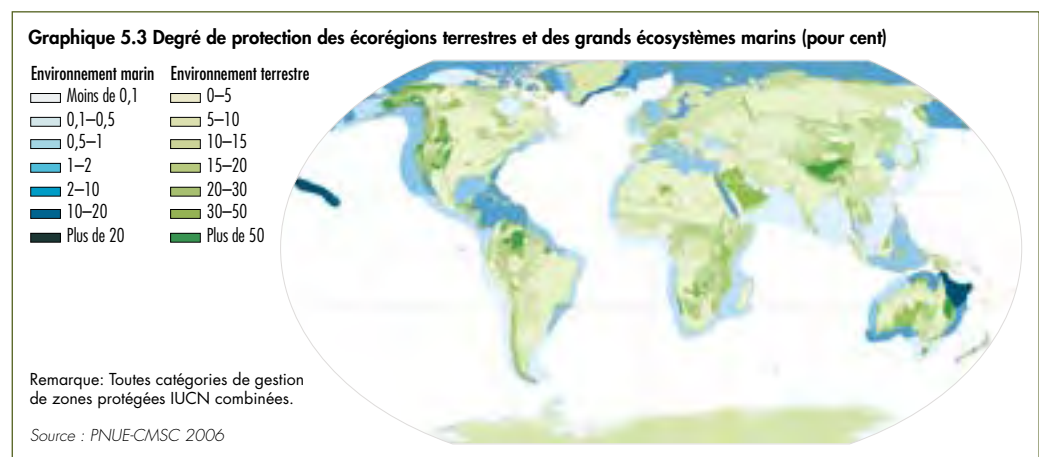 Graphique 5.3 Degré de protection des écorégions terrestres et des grands écosystèmes marins (pour cent)
Environnement marin
Moins de 0,1
0,1–0,5
0,5–1
1–2
2–10
10–20
Plus de 20
Environnement terrestre
0–5
5–10
10–15
15–20
20–30
30–50
Plus de 50
Remarque: Toutes catégories de gestion
de zones protégées IUCN combinées.
Source : PNUE-CMSC 2006